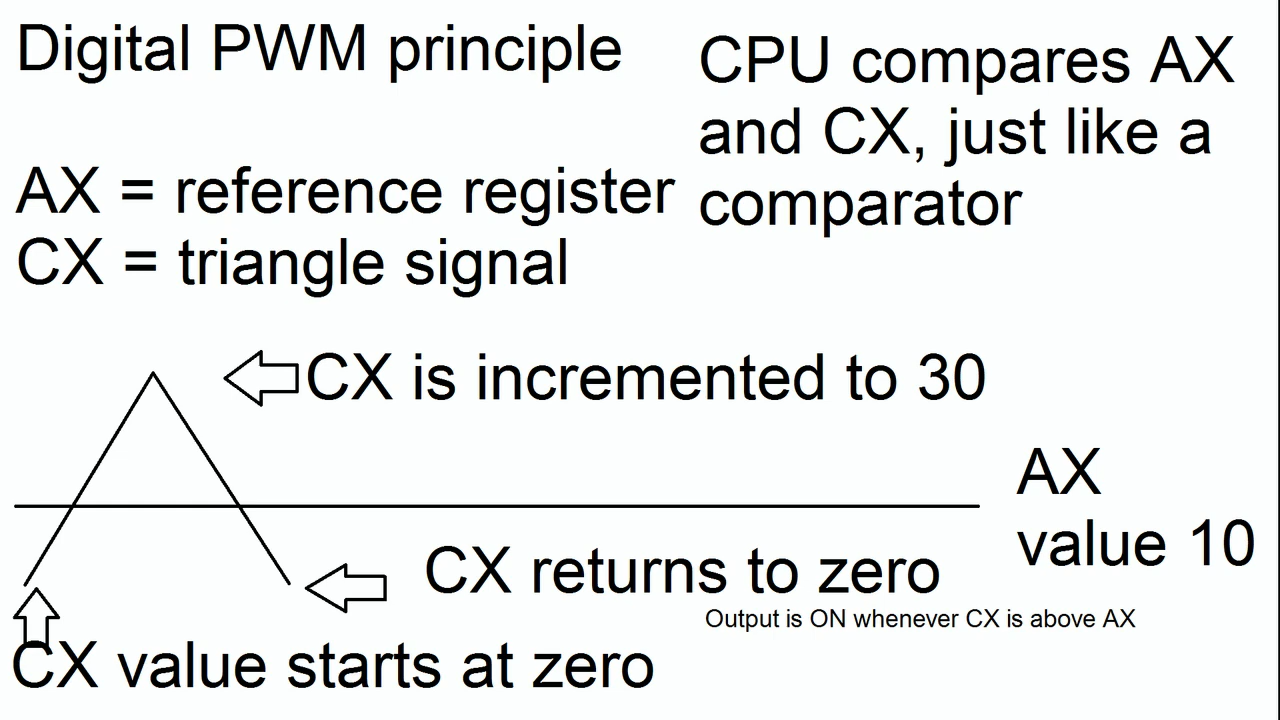 Digital PWM principle
AX = reference register
CX = triangle signal
CPU compares AX
and CX, just like a
comparator
CX is incremented to 30
AX
value 10
CX returns to zero
Output is ON whenever CX is above AX
CX value starts at zero